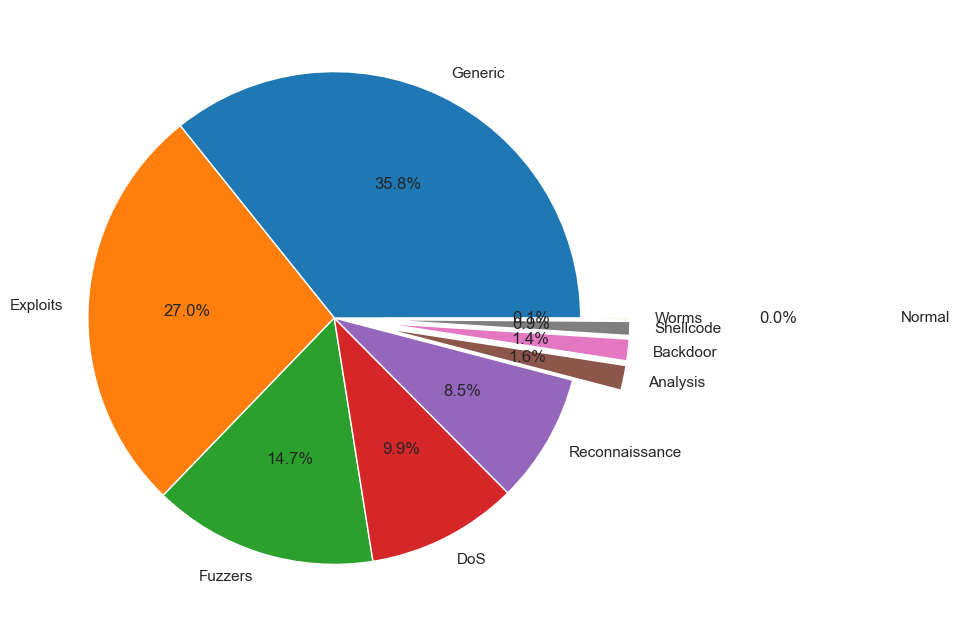 Generic
35.8%
Exploits
27.0%
0.1%
Worms
0.0%
Normal
0.9%
Shellcode
1.4%
Backdoor
1.6%
Analysis
8.5%
Reconnaissance
9.9%
14.7%
DoS
Fuzzers